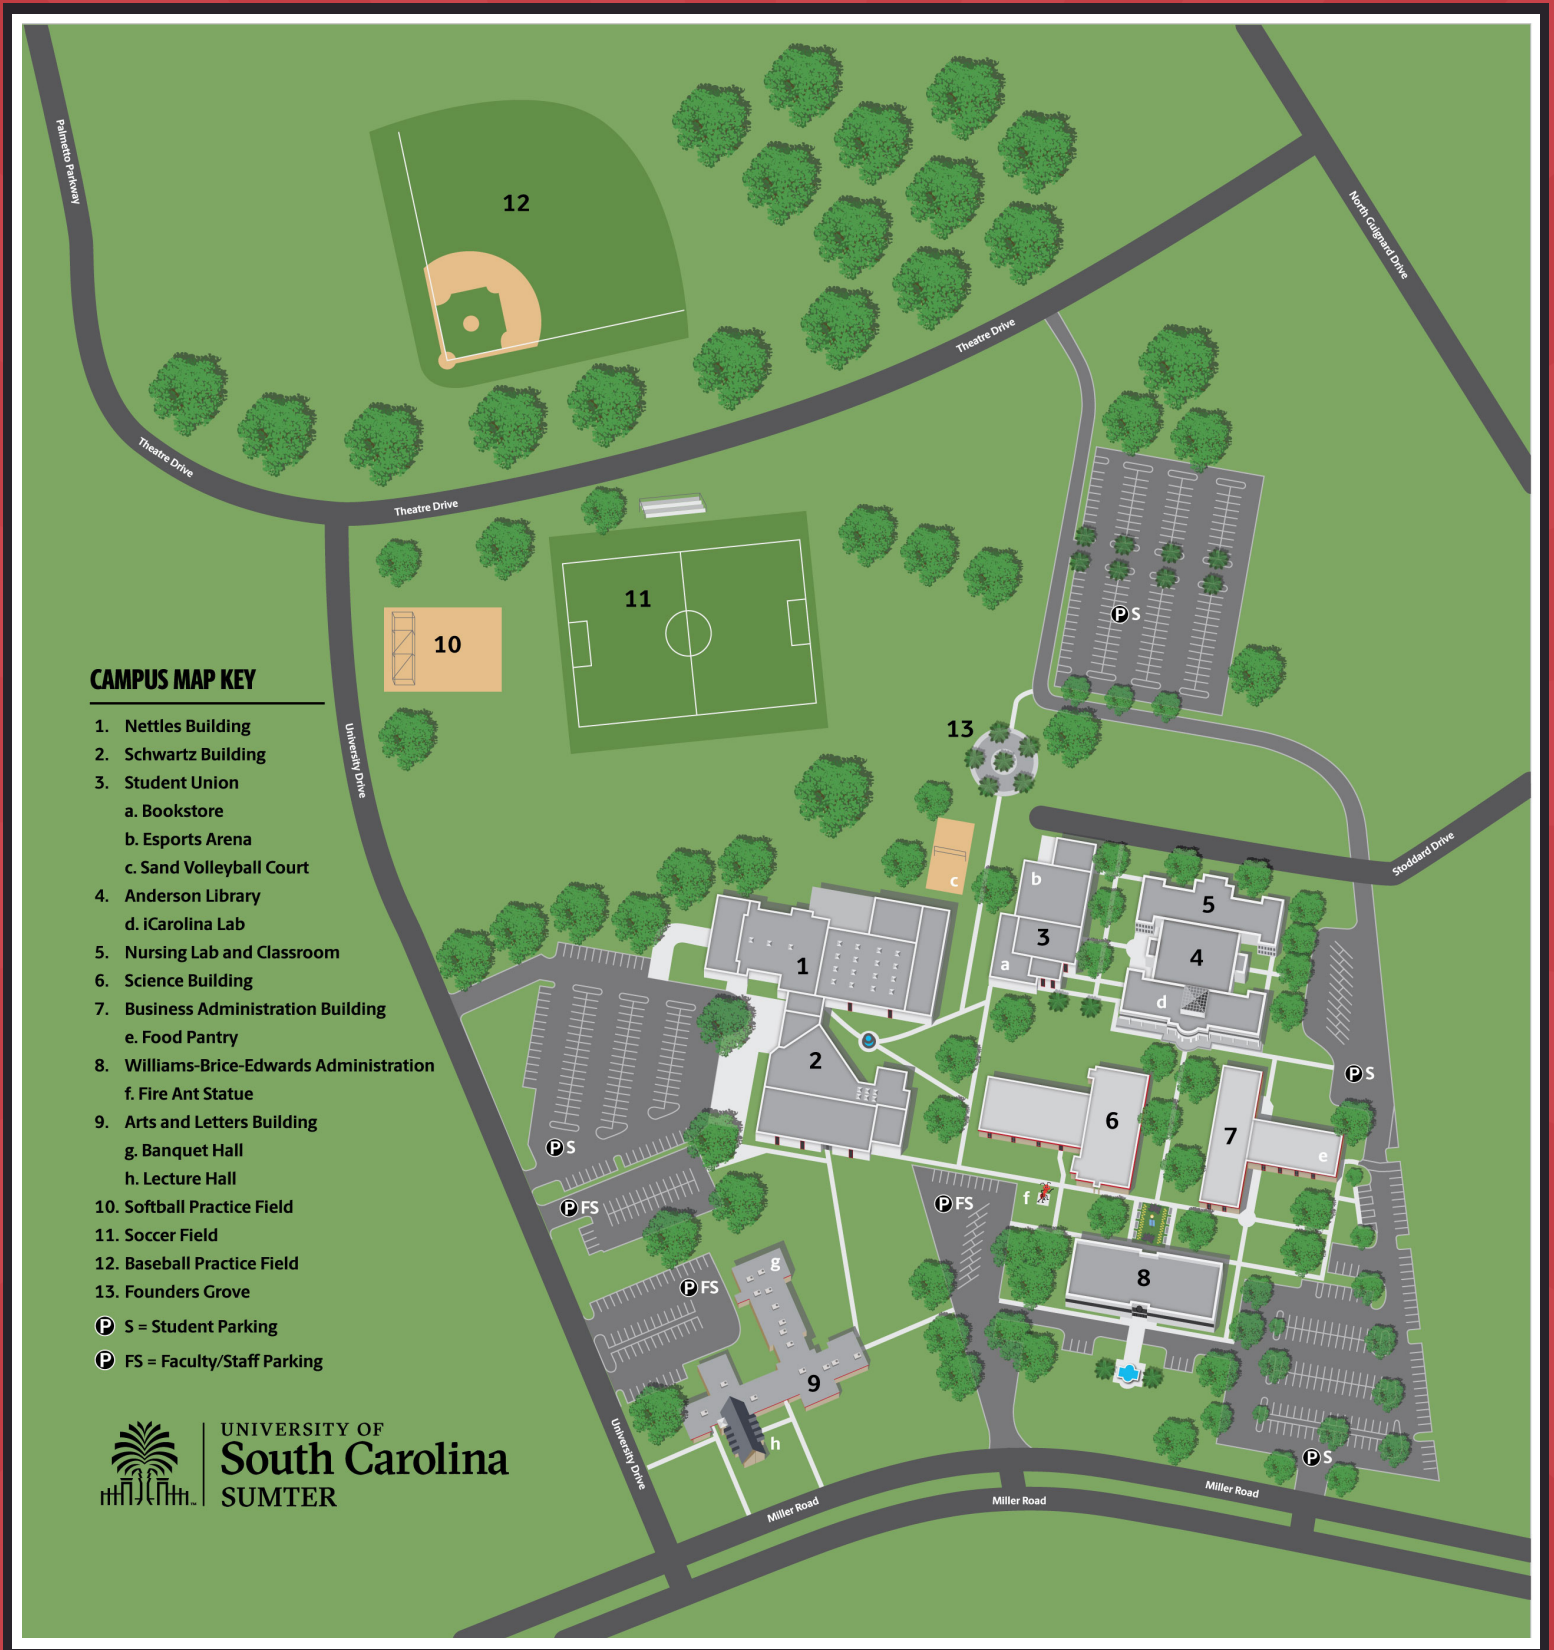 Palmetto Parkway
North Guignard Drive
12
Theatre Drive
Theatre Drive
Theatre Drive
11
10
P S
University Drive
13
Stoddard Drive
CAMPUS MAP KEY
1. Nettles Building
2. Schwartz Building
3. Student Union
a. Bookstore
b. Esports Arena
c. Sand Volleyball Court
4. Anderson Library
d. iCarolina Lab
5. Nursing Lab and Classroom
6. Science Building
7. Business Administration Building
e. Food Pantry
8. Williams-Brice-Edwards Administration
f. Fire Ant Statue
9. Arts and Letters Building
g. Banquet Hall
h. Lecture Hall
10. Softball Practice Field
11. Soccer Field
12. Baseball Practice Field
13. Founders Grove
P S = Student Parking
P FS = Faculty/Staff Parking
c
b
5
3
4
1
a
d
2
P S
6
7
e
P S
P FS
P FS
f
g
8
P FS
9
h
P S
University Drive
Miller Road
Miller Road
Miller Road
UNIVERSITY OF
South Carolina
SUMTER
TM